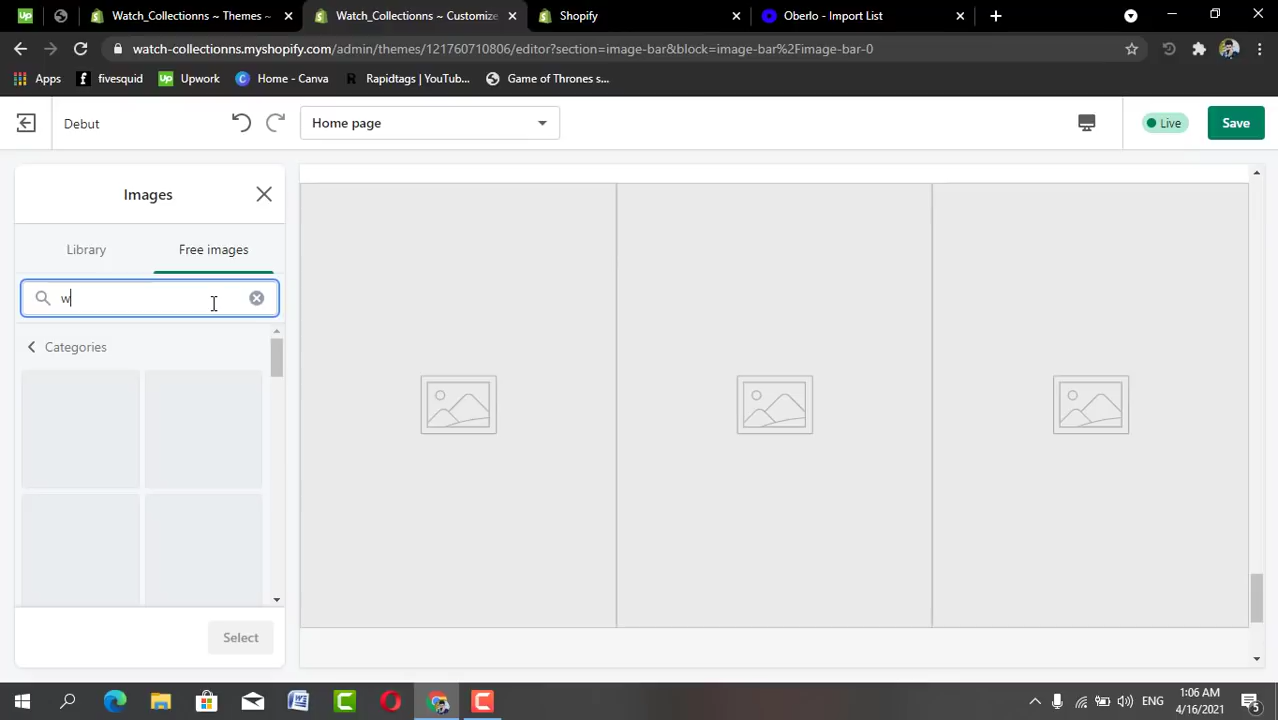 Watch_Collectionns ~ Themes ~
Watch_Collectionns ~ Customize
Shopify
Oberlo - Import List
watch-collectionns.myshopify.com/admin/themes/121760710806/editor?section=image-bar&block=image-bar%2Fimage-bar-0
Apps
fivesquid
Upwork
Home - Canva
Rapidtags | YouTub...
Game of Thrones s...
Debut
Home page
Live
Save
Images
Library
Free images
w
Categories
Select
ENG
1:06 AM
4/16/2021
5